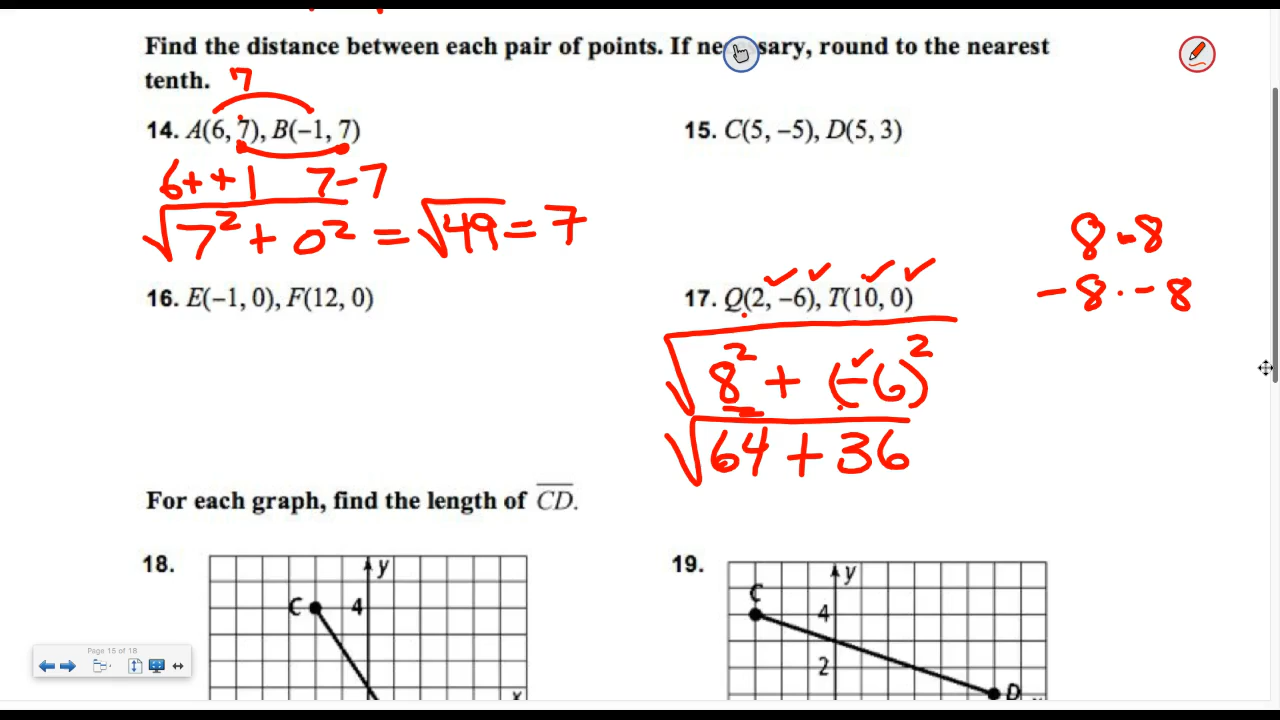 Find the distance between each pair of points. If ne sary, round to the nearest
tenth.
7
14. A(6, 7), B(−1, 7)
6+ +1 7-7
√7² + 0² = √49 = 7
15. C(5, −5), D(5, 3)
8 · 8
-8 · -8
16. E(−1, 0), F(12, 0)
17. Q(2, −6), T(10, 0)
√8² + (-6)²
√64 + 36
For each graph, find the length of CD.
18.
y
C
4
x
19.
y
C
4
2
D
Page 15 of 18